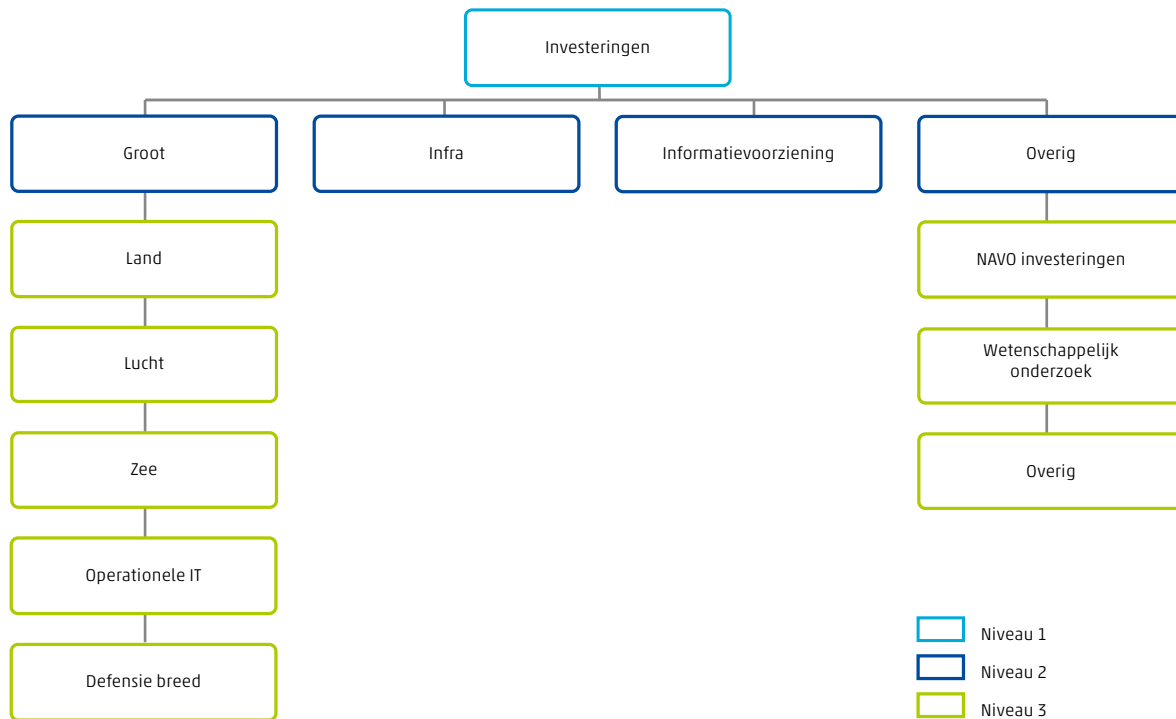 Investeringen
Groot
Infra
Informatievoorziening
Overig
Land
NAVO investeringen
Lucht
Wetenschappelijk
onderzoek
Zee
Overig
Operationele IT
Defensie breed
Niveau 1
Niveau 2
Niveau 3